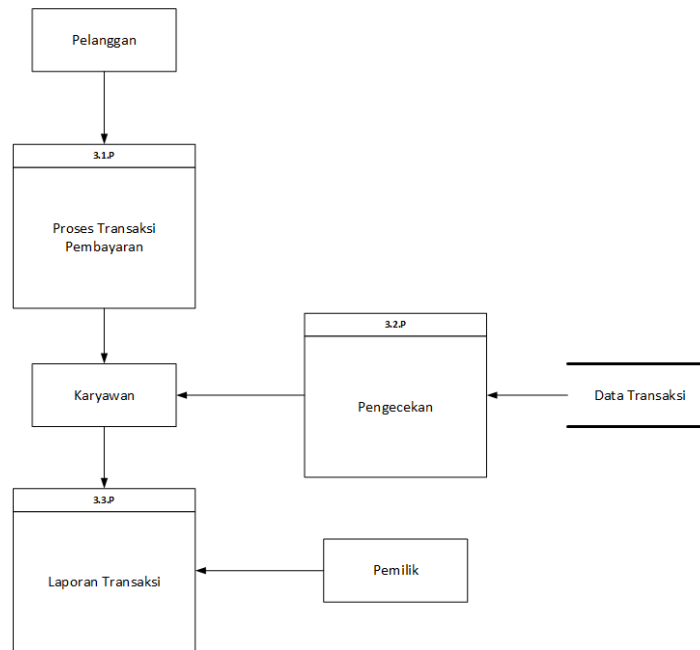 Pelanggan
3.1.P
Proses Transaksi
Pembayaran
3.2.P
Karyawan
Pengecekan
Data Transaksi
3.3.P
Laporan Transaksi
Pemilik